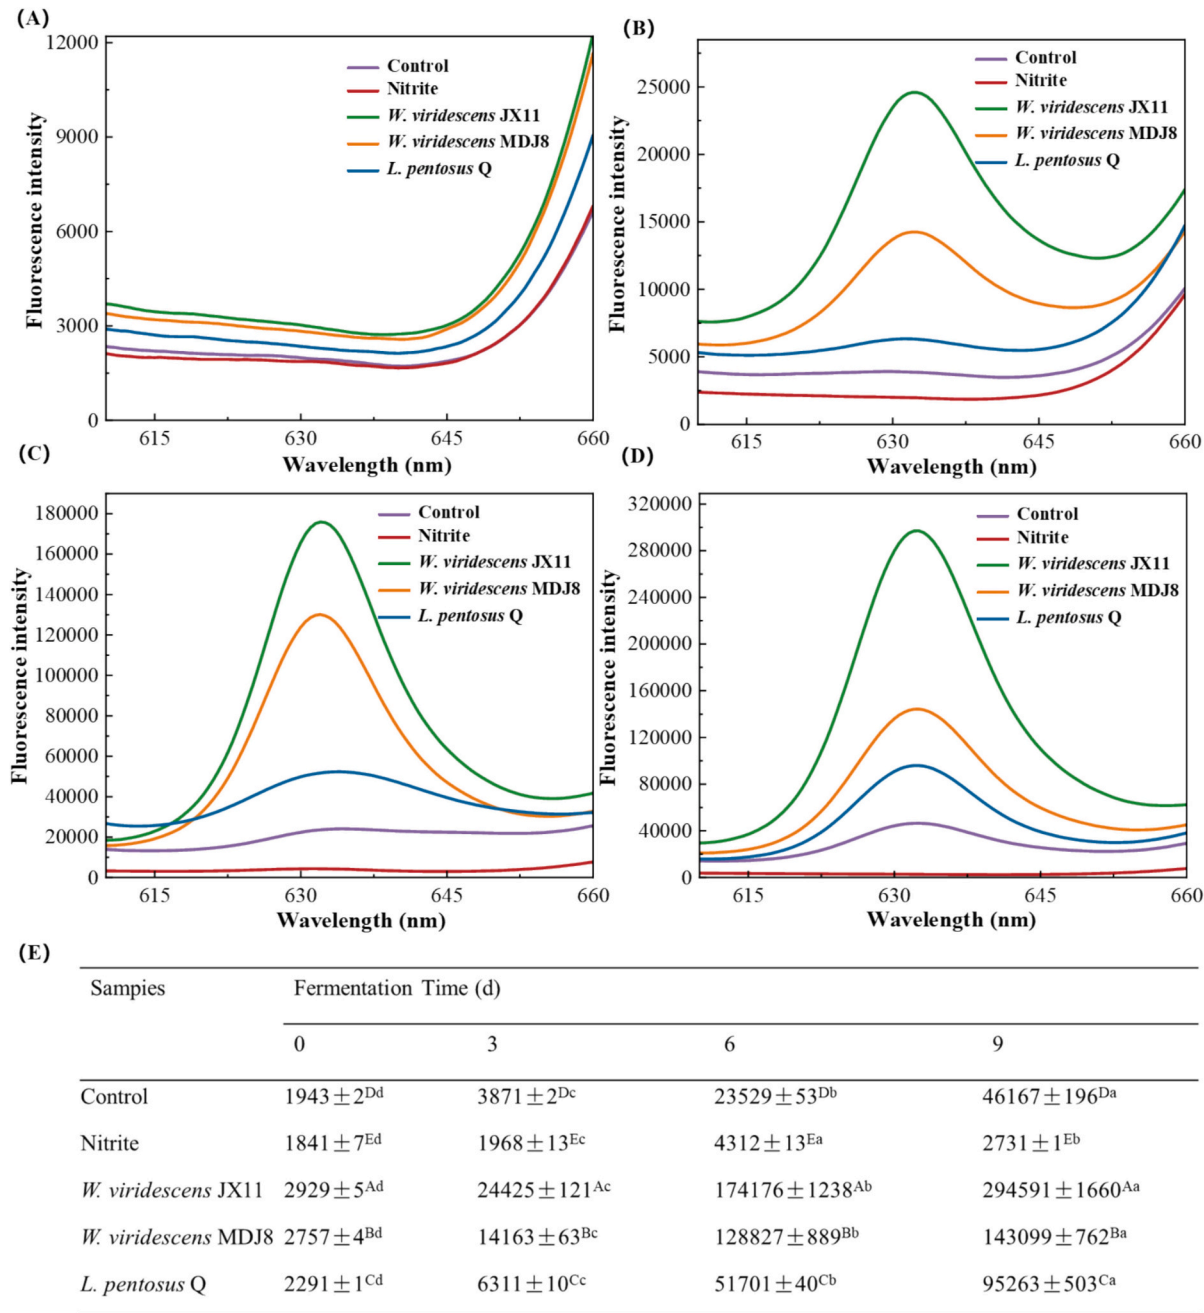 (A)
12000
9000
6000
3000
0
Fluorescence intensity
Control
Nitrite
W. viridescens JX11
W. viridescens MDJ8
L. pentosus Q
615 630 645 660
Wavelength (nm)
(B)
25000
20000
15000
10000
5000
0
Fluorescence intensity
Control
Nitrite
W. viridescens JX11
W. viridescens MDJ8
L. pentosus Q
615 630 645 660
Wavelength (nm)
(C)
180000
160000
140000
120000
100000
80000
60000
40000
20000
0
Fluorescence intensity
Control
Nitrite
W. viridescens JX11
W. viridescens MDJ8
L. pentosus Q
615 630 645 660
Wavelength (nm)
(D)
320000
280000
240000
200000
160000
120000
80000
40000
0
Fluorescence intensity
Control
Nitrite
W. viridescens JX11
W. viridescens MDJ8
L. pentosus Q
615 630 645 660
Wavelength (nm)
(E)
Sampies Fermentation Time (d)
0 3 6 9
Control 1943±2Dd 3871±2Dc 23529±53Db 46167±196Da
Nitrite 1841±7Ed 1968±13Ec 4312±13Ea 2731±1Eb
W. viridescens JX11 2929±5Ad 24425±121Ac 174176±1238Ab 294591±1660Aa
W. viridescens MDJ8 2757±4Bd 14163±63Bc 128827±889Bb 143099±762Ba
L. pentosus Q 2291±1Cd 6311±10Cc 51701±40Cb 95263±503Ca